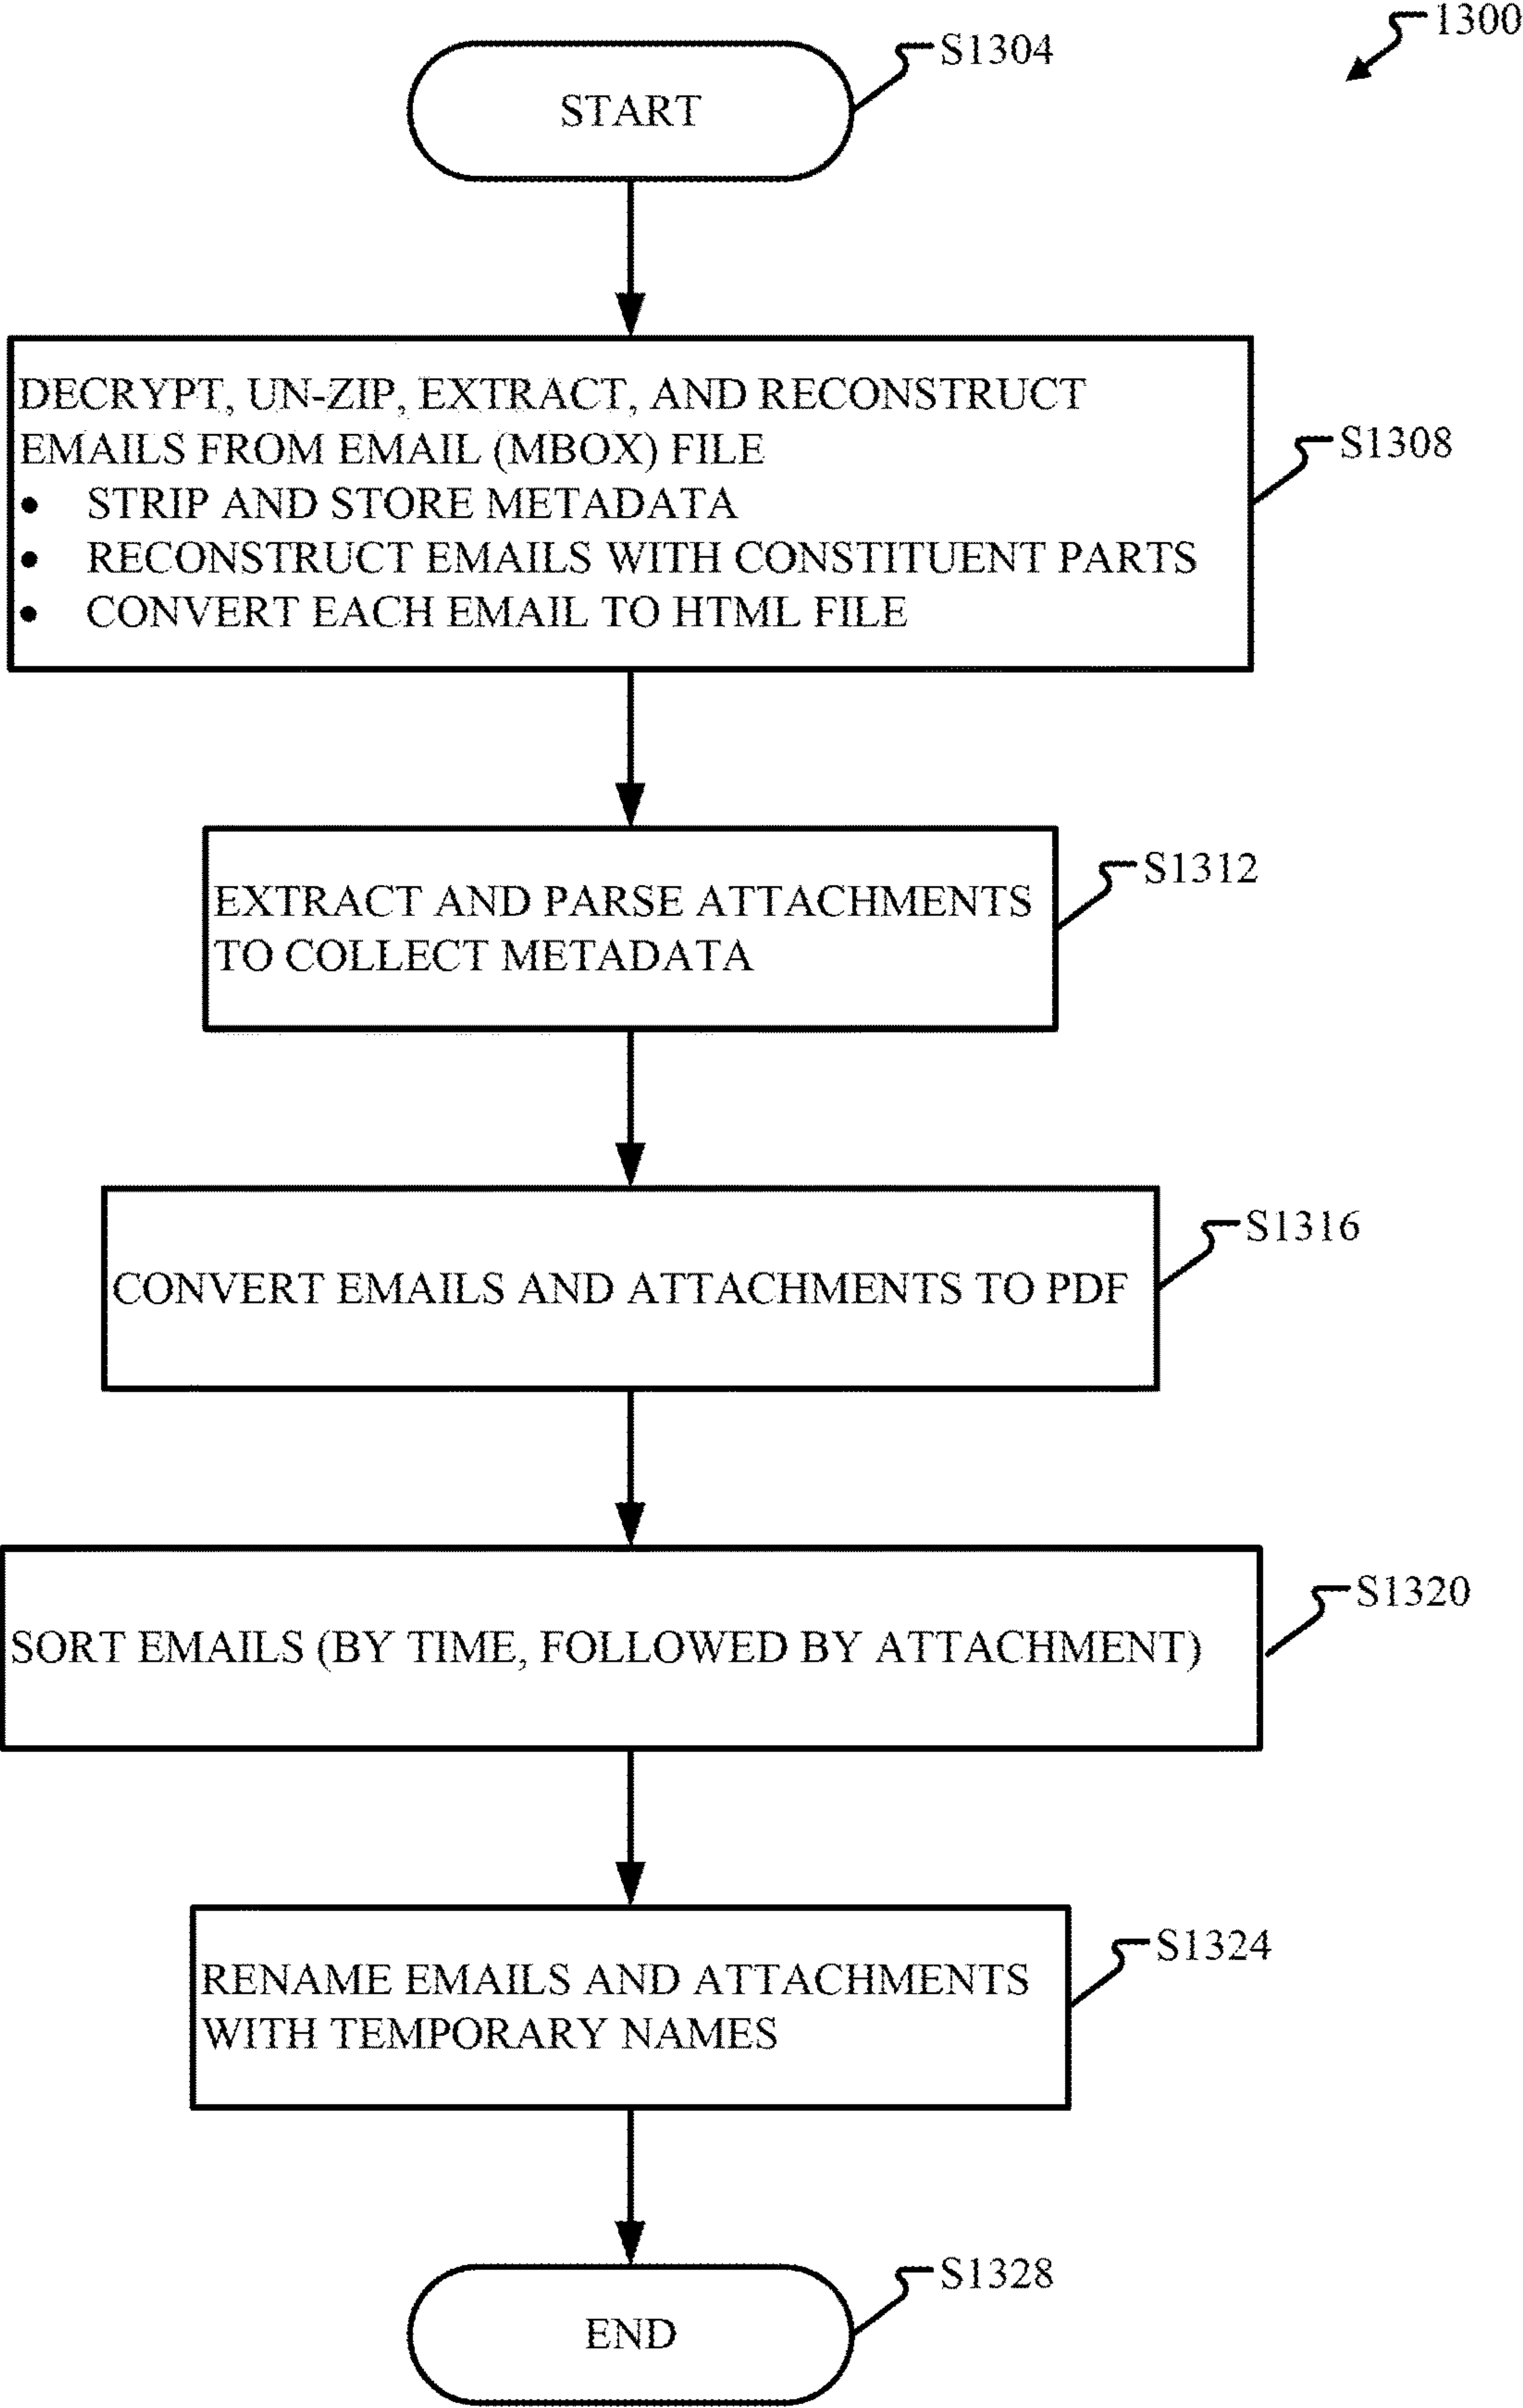 1300
S1304
START
DECRYPT, UN-ZIP, EXTRACT, AND RECONSTRUCT
EMAILS FROM EMAIL (MBOX) FILE
• STRIP AND STORE METADATA
• RECONSTRUCT EMAILS WITH CONSTITUENT PARTS
• CONVERT EACH EMAIL TO HTML FILE
S1308
EXTRACT AND PARSE ATTACHMENTS
TO COLLECT METADATA
S1312
CONVERT EMAILS AND ATTACHMENTS TO PDF
S1316
SORT EMAILS (BY TIME, FOLLOWED BY ATTACHMENT)
S1320
RENAME EMAILS AND ATTACHMENTS
WITH TEMPORARY NAMES
S1324
END
S1328